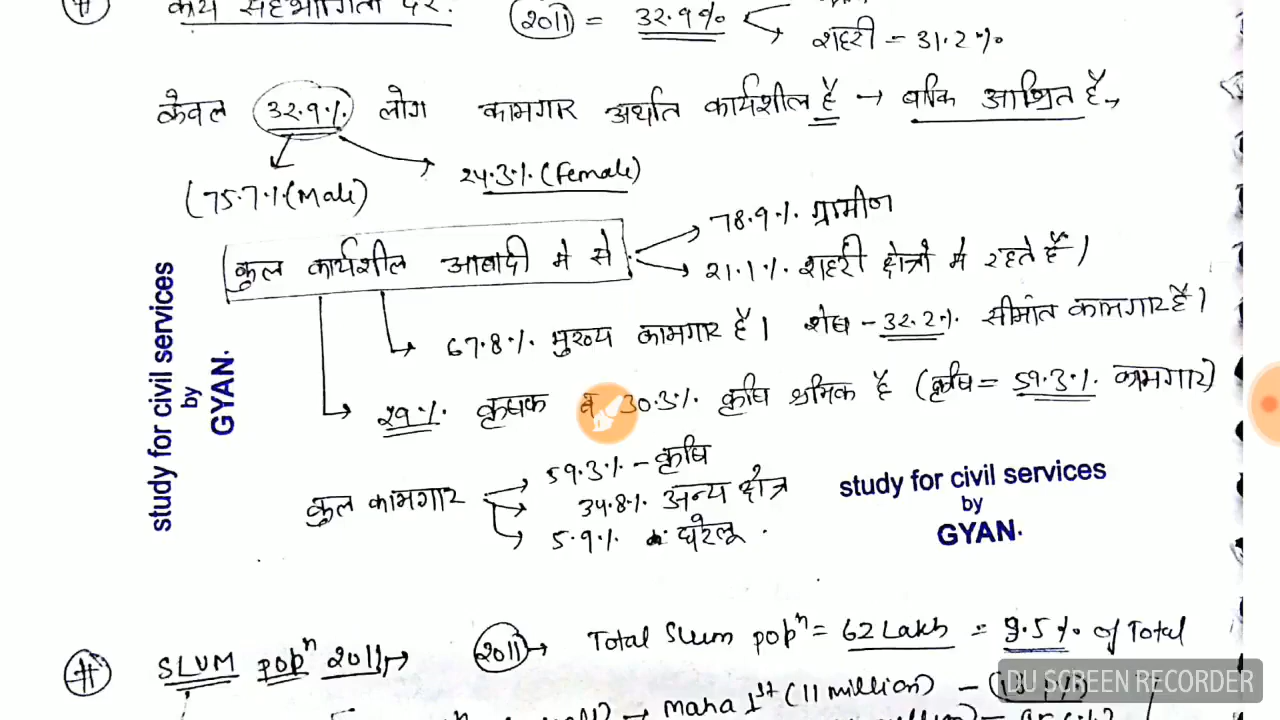 # कार्य सहभागिता दर.
2011 = 32.9%
शहरी - 31.2%
केवल 32.9% लोग कामगार अर्थात कार्यशील है → बाकि आश्रित है,
(75.7%(Male) 24.3%(Female)
कुल कार्यशील आबादी मे से
78.9% ग्रामीण
21.1% शहरी क्षेत्रो मे रहते हैं।
67.8% मुख्य कामगार हैं। शेष - 32.2% सीमांत कामगार हैं।
29% कृषक व 30.3% कृषि श्रमिक है (कृषि = 59.3% कामगार)
कुल कामगार
59.3% - कृषि
34.8% अन्य क्षेत्र
5.9% घरेलू
study for civil services
by
GYAN.
study for civil services
by
GYAN.
# SLUM popⁿ 2011→ 2011→ Total Slum popⁿ = 62 Lakh = 9.5% of Total
maha 1st (11 million) -
DU SCREEN RECORDER